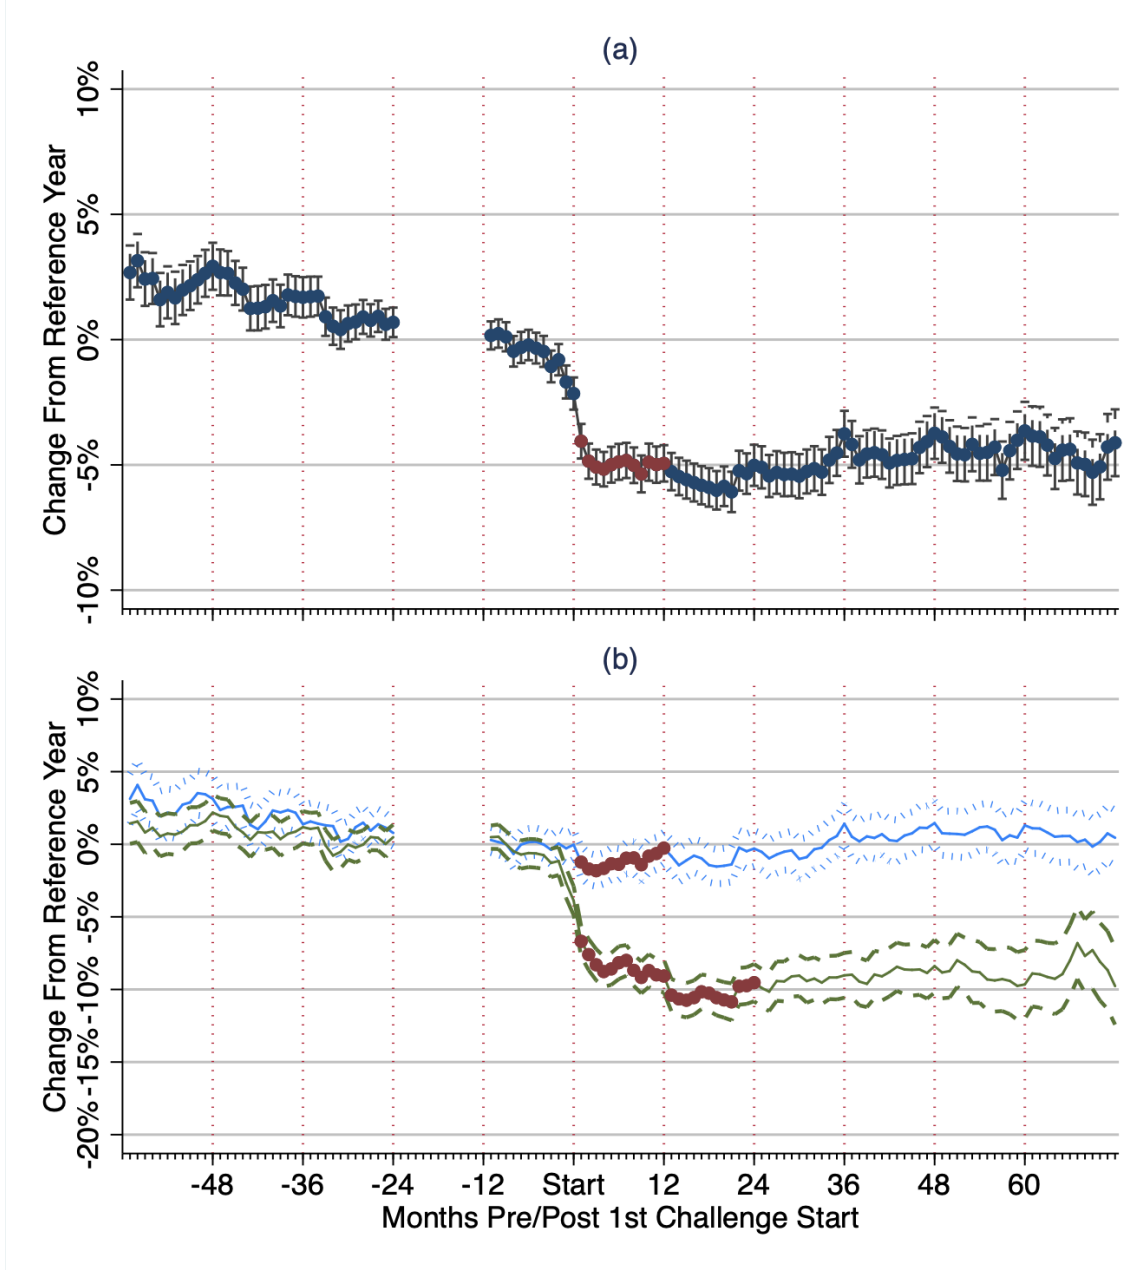 (a)
Change From Reference Year
10%
5%
0%
-5%
-10%
(b)
Change From Reference Year
10%
5%
0%
-5%
-10%
-15%
-20%
-48 -36 -24 -12 Start 12 24 36 48 60
Months Pre/Post 1st Challenge Start